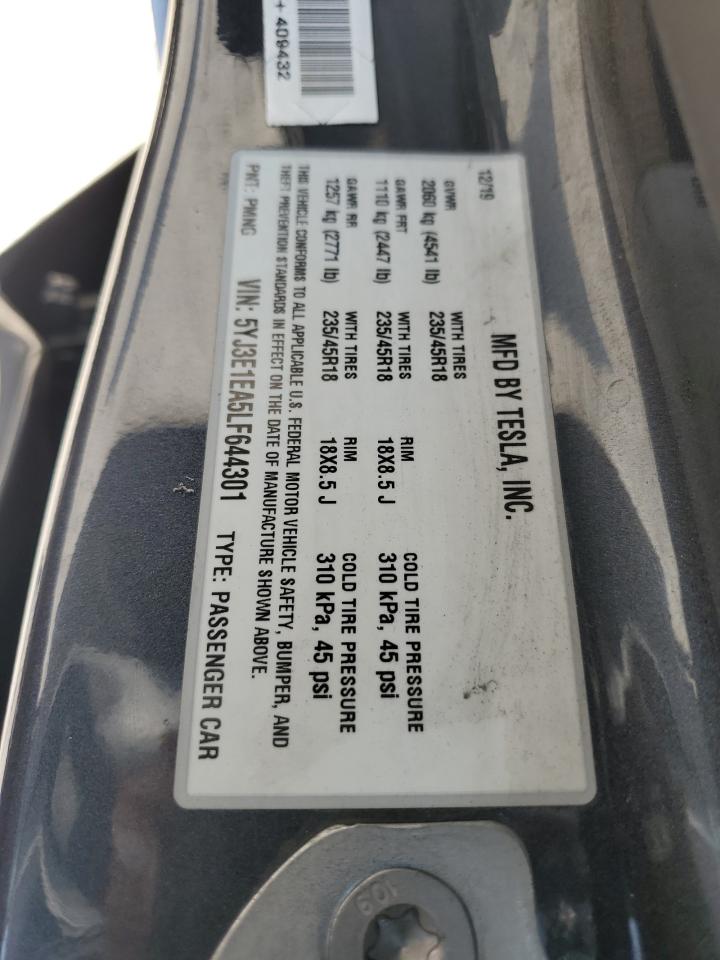 + 409432
MFD BY TESLA, INC.
12/19
GVWR
2060 kg (4541 lb)
WITH TIRES
235/45R18
GAWR FRT
1110 kg (2447 lb)
WITH TIRES
235/45R18
RIM
18X8.5 J
COLD TIRE PRESSURE
310 kPa, 45 psi
GAWR RR
1257 kg (2771 lb)
WITH TIRES
235/45R18
RIM
18X8.5 J
COLD TIRE PRESSURE
310 kPa, 45 psi
THIS VEHICLE CONFORMS TO ALL APPLICABLE U.S. FEDERAL MOTOR VEHICLE SAFETY, BUMPER, AND
THEFT PREVENTION STANDARDS IN EFFECT ON THE DATE OF MANUFACTURE SHOWN ABOVE.
PNT: PMNG VIN: 5YJ3E1EA5LF644301 TYPE: PASSENGER CAR
109